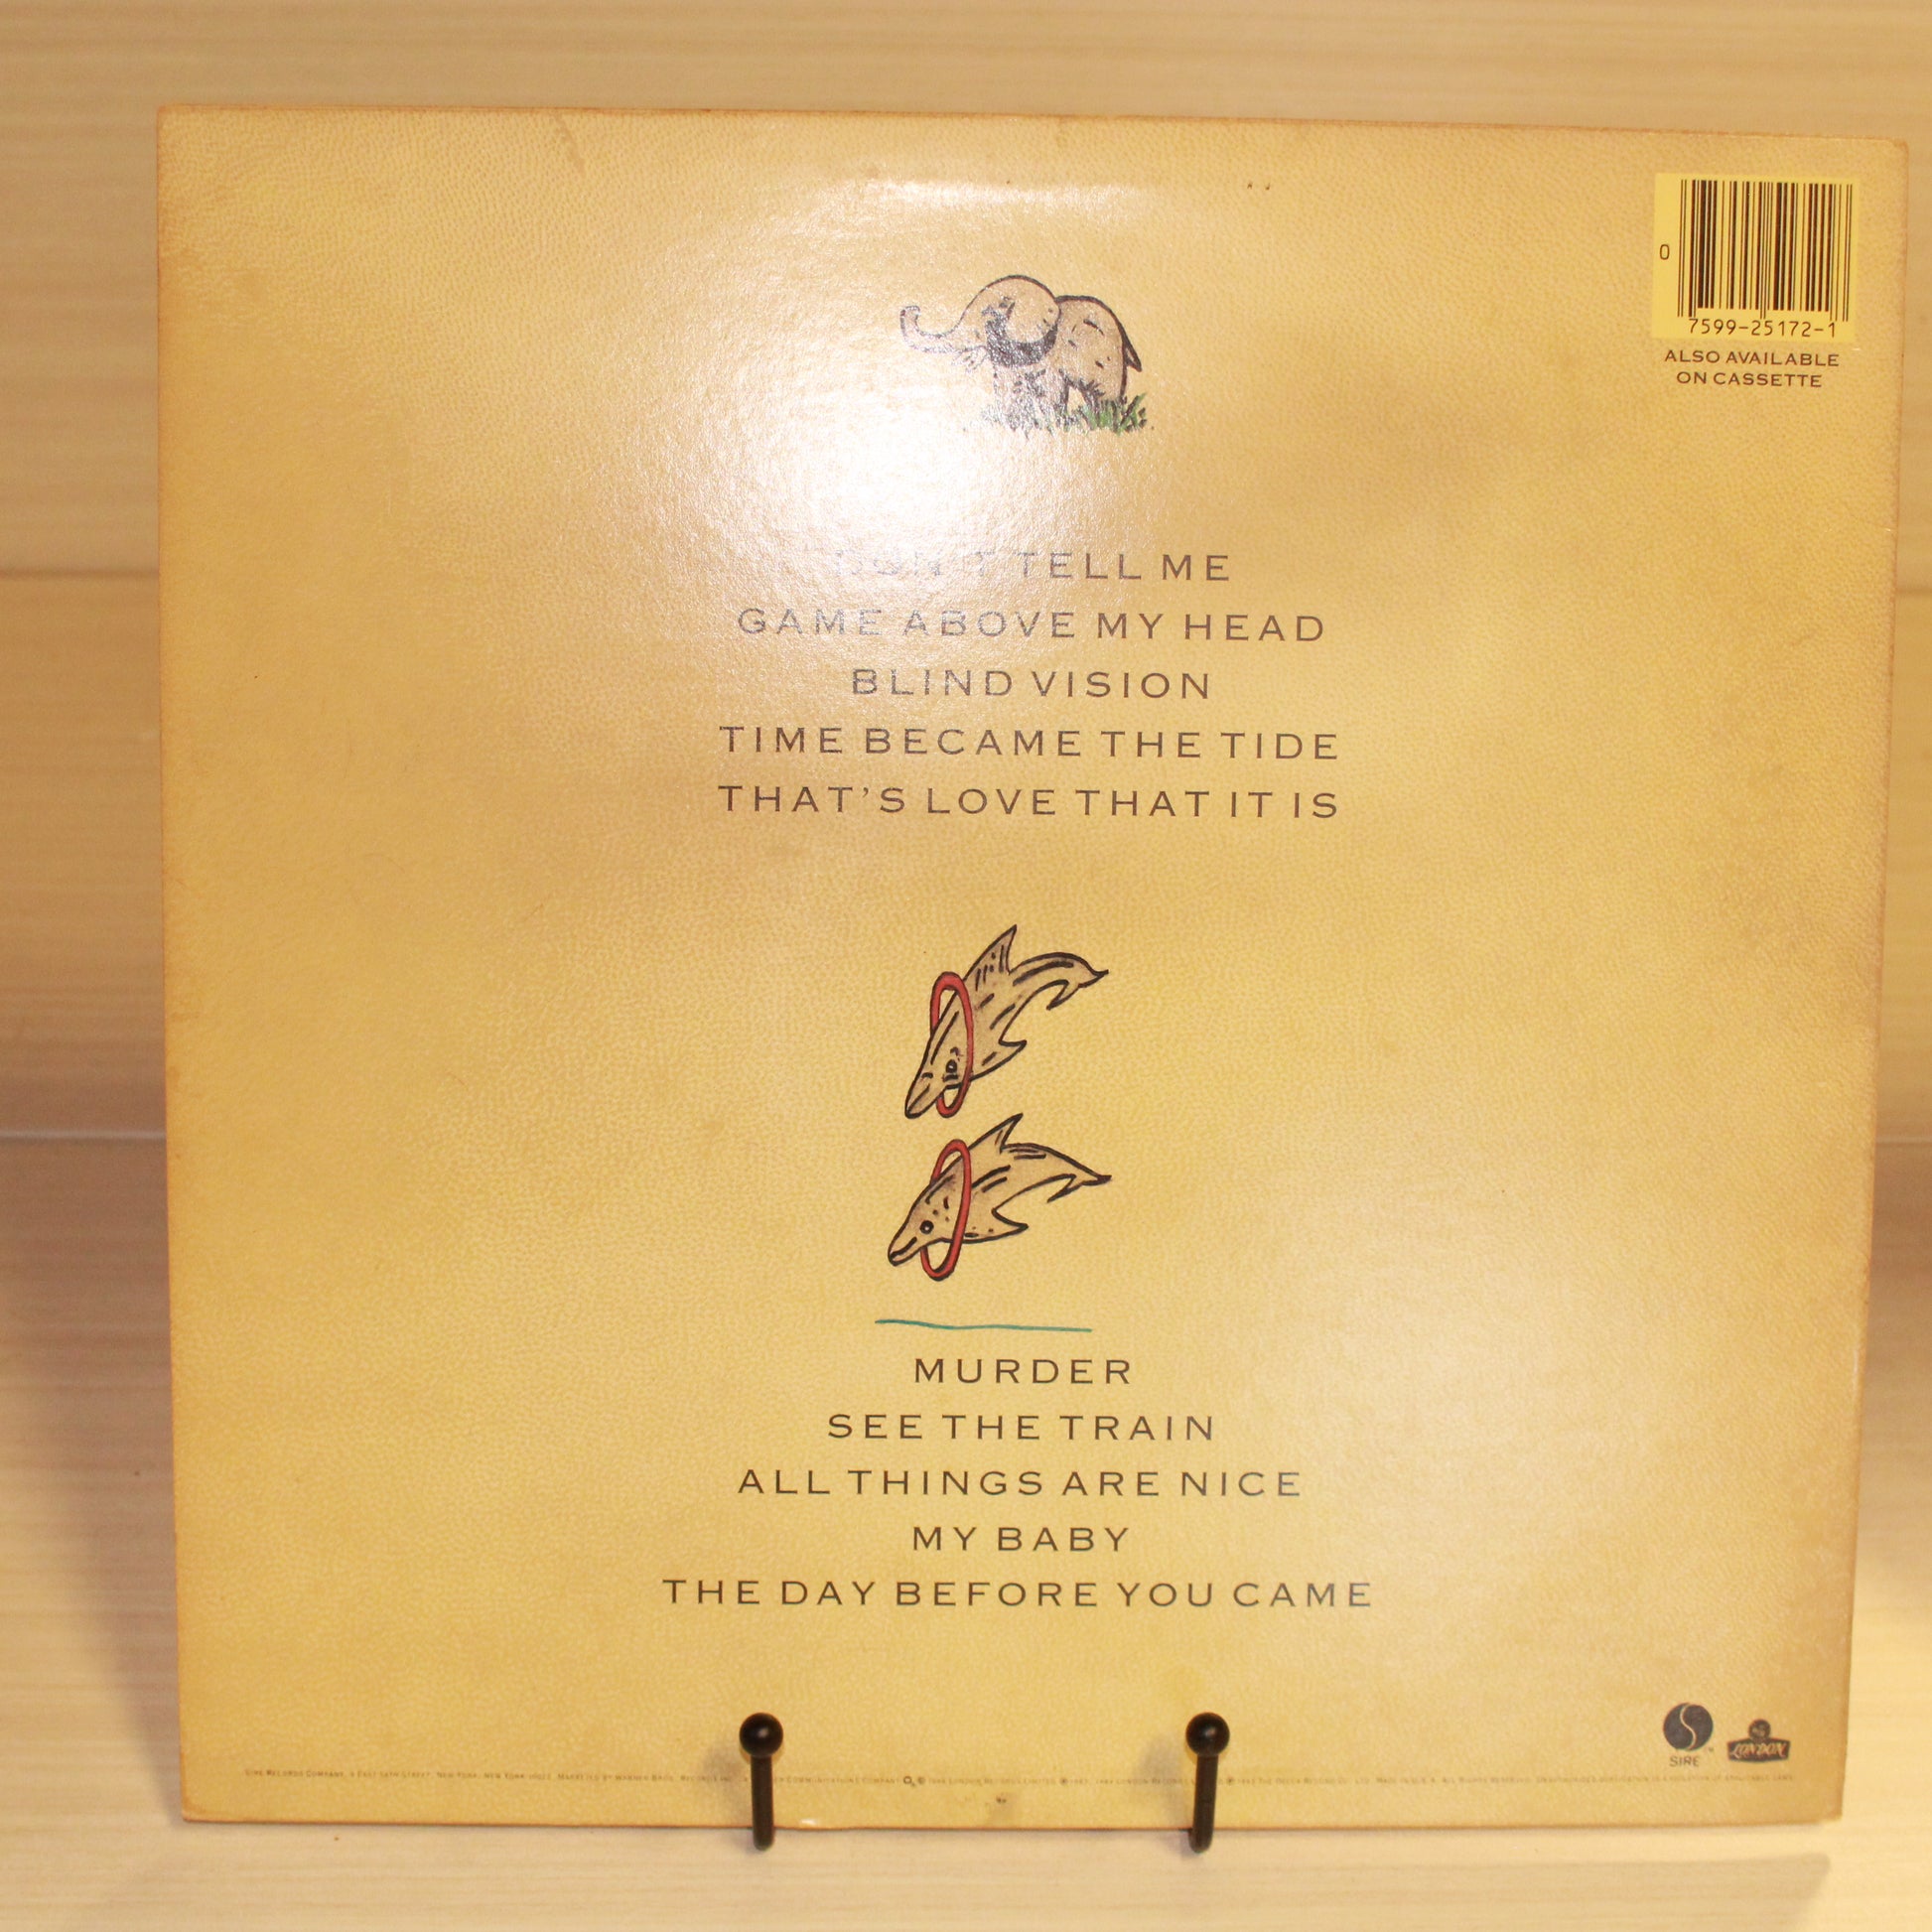 0
7599-25172-1
ALSO AVAILABLE
ON CASSETTE
DON'T TELL ME
GAME ABOVE MY HEAD
BLIND VISION
TIME BECAME THE TIDE
THAT'S LOVE THAT IT IS
MURDER
SEE THE TRAIN
ALL THINGS ARE NICE
MY BABY
THE DAY BEFORE YOU CAME
SIRE
LONDON